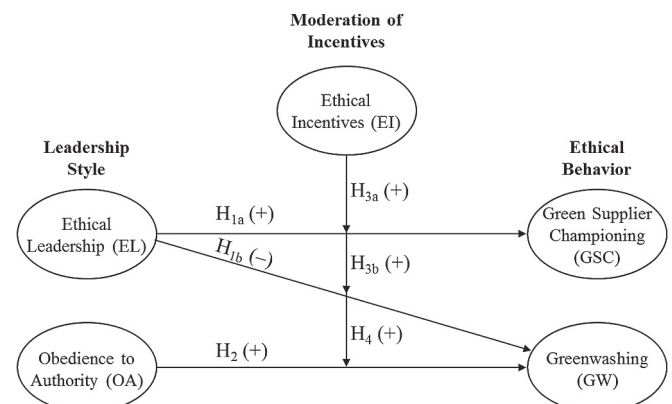 Moderation of
Incentives
Ethical
Incentives (EI)
Leadership
Style
Ethical
Behavior
Ethical
Leadership (EL)
H1a (+)
H3a (+)
Green Supplier
Championing
(GSC)
H1b (−)
H3b (+)
Obedience to
Authority (OA)
H2 (+)
H4 (+)
Greenwashing
(GW)